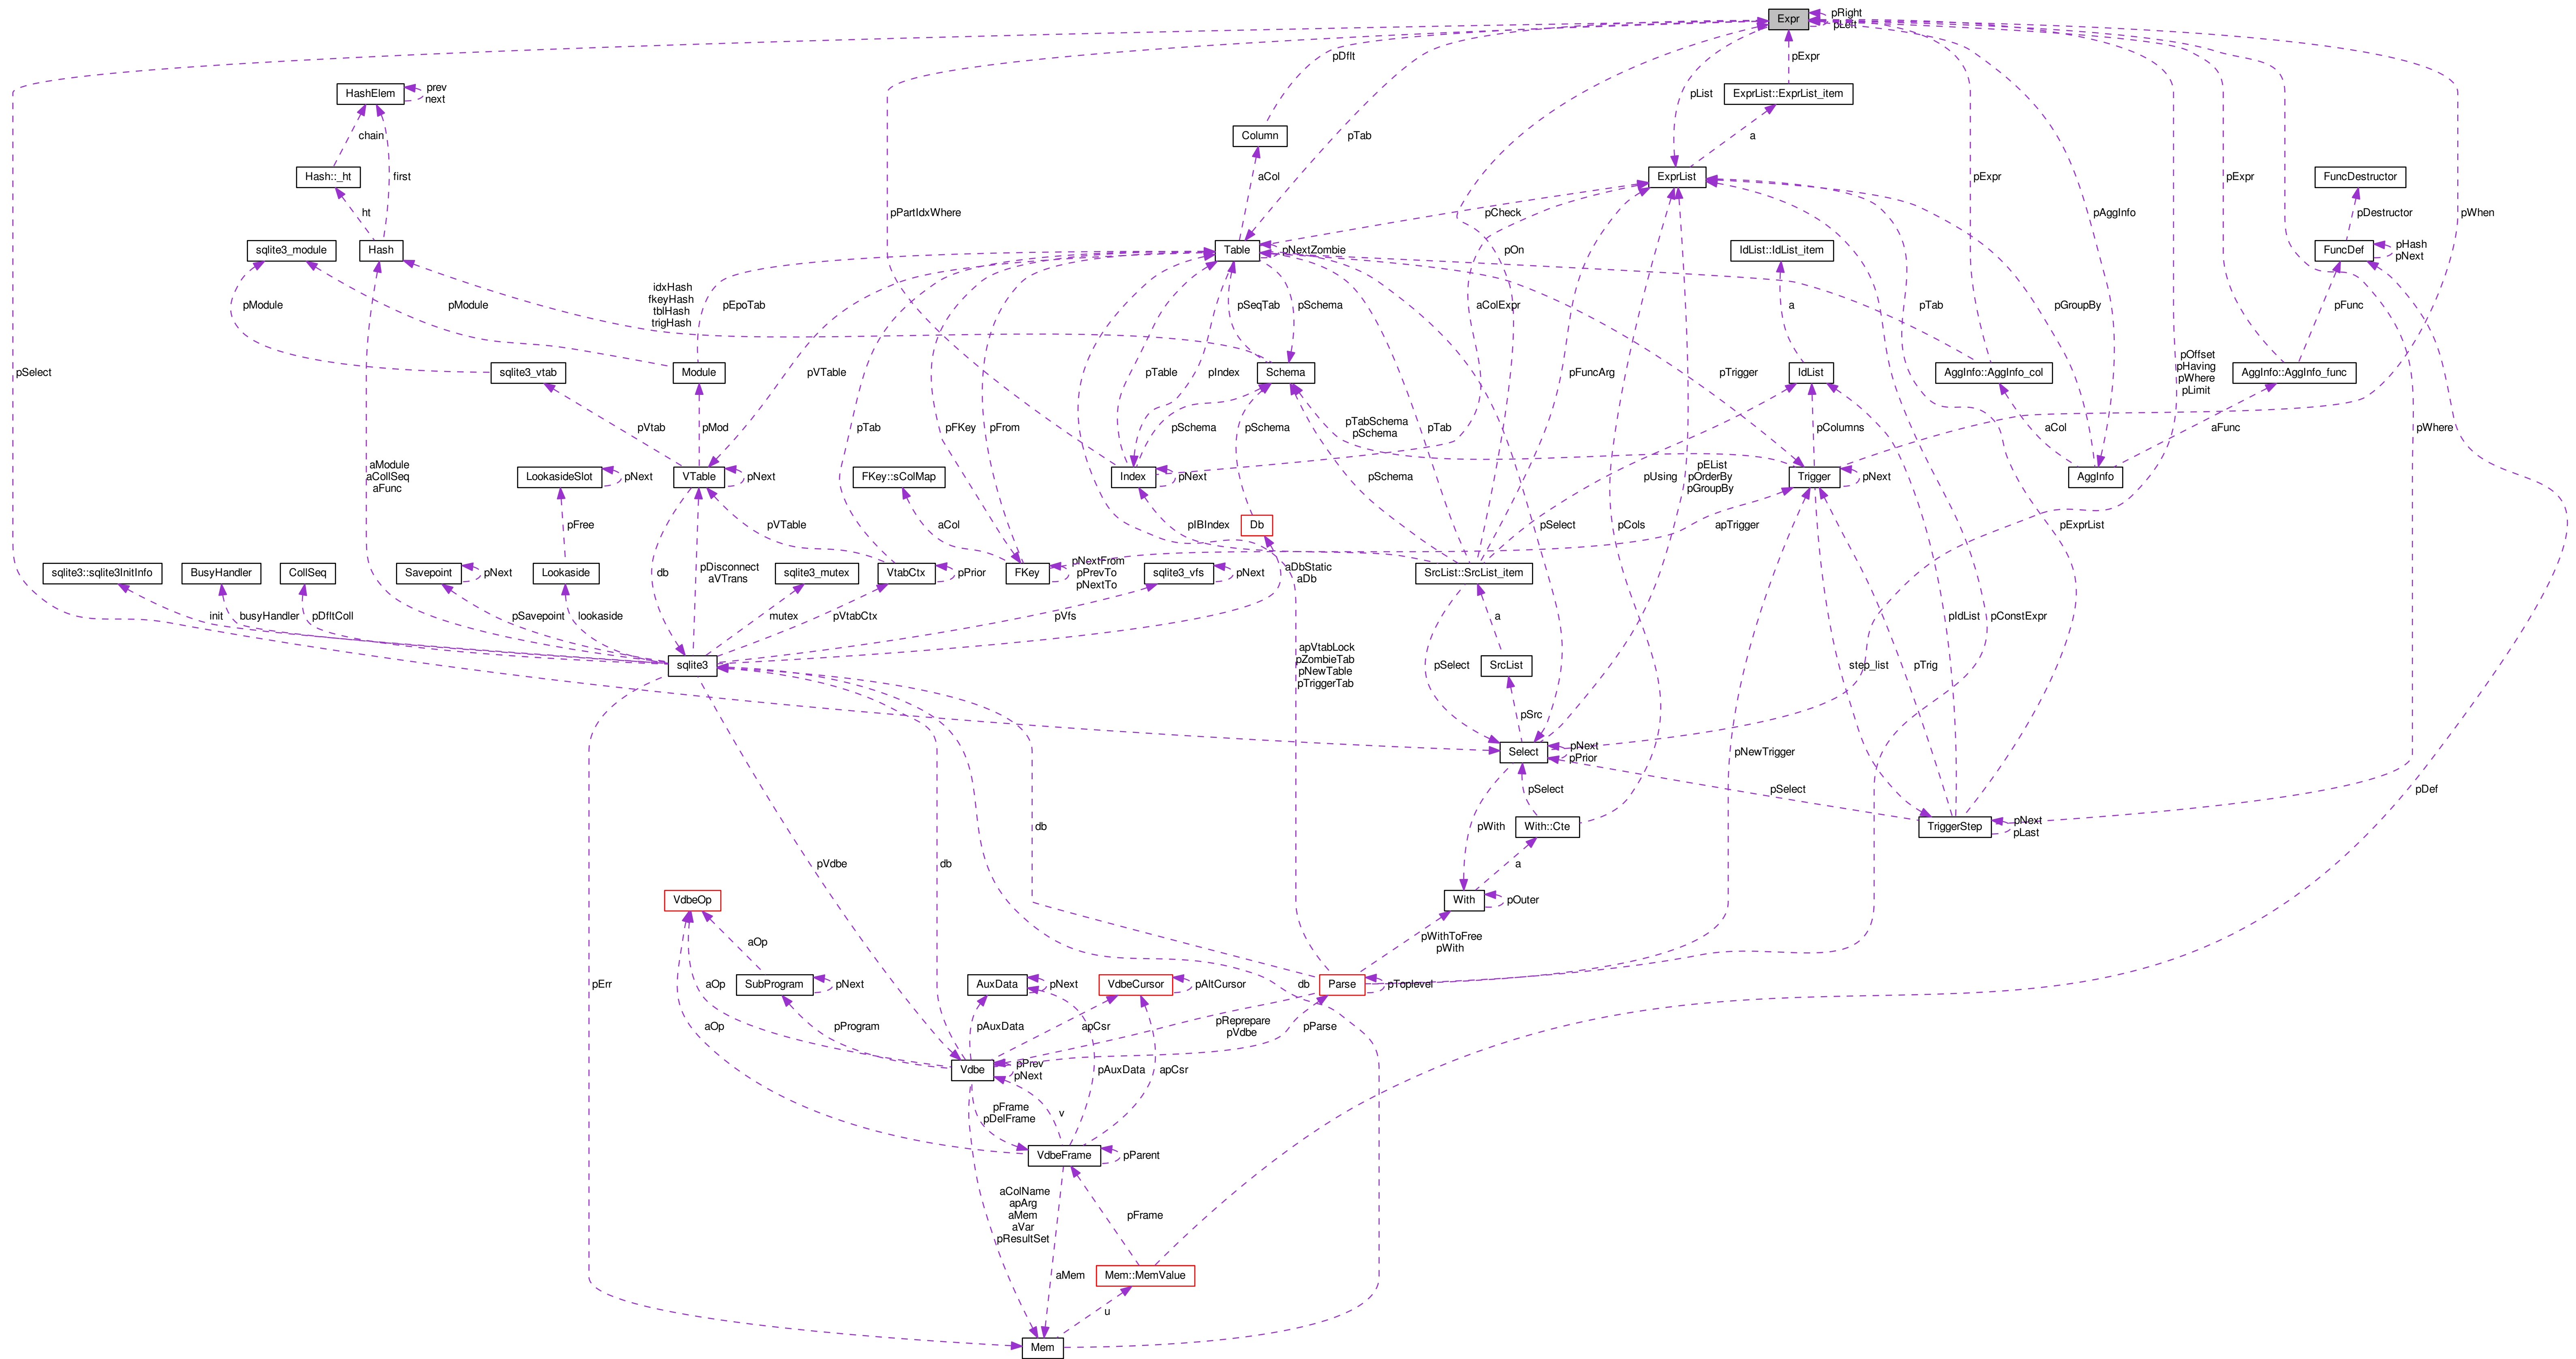 Expr
pRight
pLeft
HashElem
prev
next
pDflt
pExpr
ExprList::ExprList_item
pList
Column
pTab
a
chain
Hash::_ht
first
aCol
ExprList
pExpr
pExpr
FuncDestructor
ht
pPartIdxWhere
pCheck
pAggInfo
pDestructor
pWhen
sqlite3_module
Hash
Table
pNextZombie
pOn
IdList::IdList_item
FuncDef
pHash
pNext
idxHash
fkeyHash
tblHash
trigHash
pModule
pModule
pEpoTab
pSeqTab
pSchema
aColExpr
a
pTab
pGroupBy
pFunc
pSelect
sqlite3_vtab
Module
pVTable
pTable
pIndex
Schema
pFuncArg
pTrigger
IdList
AggInfo::AggInfo_col
pOffset
pHaving
pWhere
pLimit
AggInfo::AggInfo_func
pVtab
pMod
pTab
pFKey
pFrom
pSchema
pSchema
pTab
pTabSchema
pSchema
pColumns
aCol
aFunc
pWhere
aModule
aCollSeq
aFunc
LookasideSlot
pNext
VTable
pNext
FKey::sColMap
Index
pNext
pSchema
pUsing
pEList
pOrderBy
pGroupBy
Trigger
pNext
AggInfo
pFree
pVTable
aCol
Db
pIBIndex
pSelect
pCols
apTrigger
pExprList
sqlite3::sqlite3InitInfo
BusyHandler
CollSeq
Savepoint
pNext
Lookaside
db
pDisconnect
aVTrans
sqlite3_mutex
VtabCtx
pPrior
FKey
pNextFrom
pPrevTo
pNextTo
sqlite3_vfs
pNext
aDbStatic
aDb
SrcList::SrcList_item
init
busyHandler
pDfltColl
pSavepoint
lookaside
mutex
pVtabCtx
pVfs
a
pIdList
pConstExpr
sqlite3
apVtabLock
pZombieTab
pNewTable
pTriggerTab
pSelect
SrcList
step_list
pTrig
pSrc
Select
pNext
pPrior
pNewTrigger
pSelect
pSelect
pDef
db
pWith
With::Cte
TriggerStep
pNext
pLast
pVdbe
db
a
VdbeOp
With
pOuter
aOp
pWithToFree
pWith
pErr
aOp
SubProgram
pNext
AuxData
pNext
VdbeCursor
pAltCursor
db
Parse
pToplevel
aOp
pProgram
pAuxData
apCsr
pReprepare
pVdbe
pParse
Vdbe
pPrev
pNext
pAuxData
apCsr
pFrame
pDelFrame
v
VdbeFrame
pParent
aColName
apArg
aMem
aVar
pResultSet
pFrame
aMem
Mem::MemValue
u
Mem